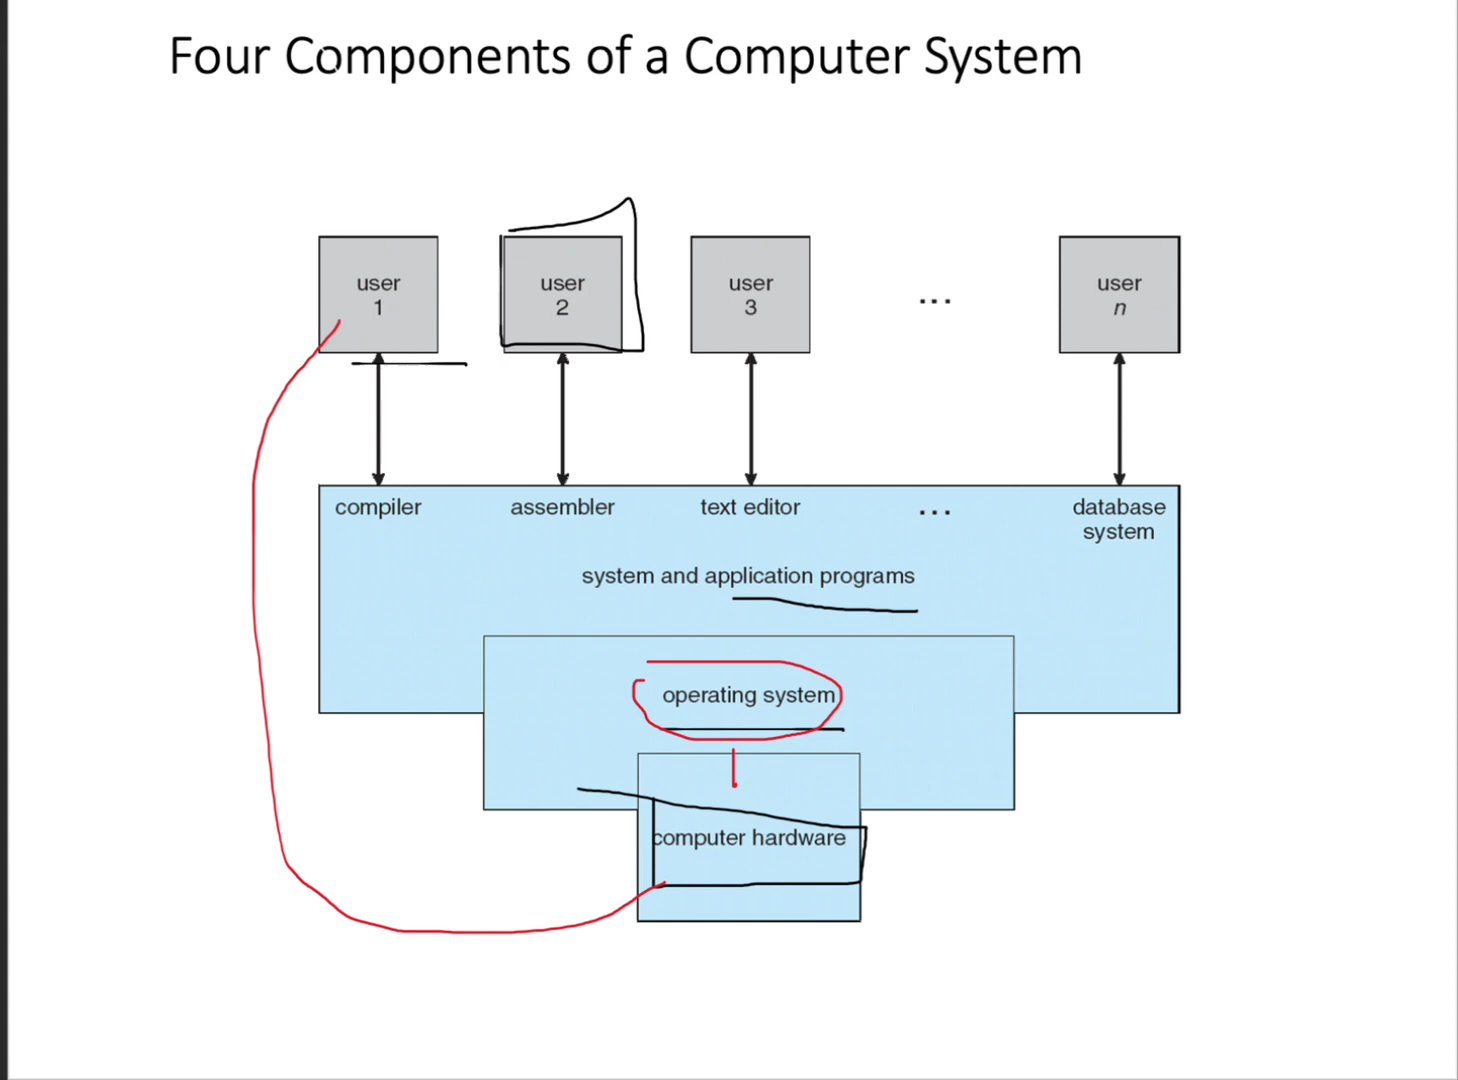 Four Components of a Computer System
user
1
user
2
user
3
...
user
n
compiler
assembler
text editor
...
database
system
system and application programs
operating system
computer hardware